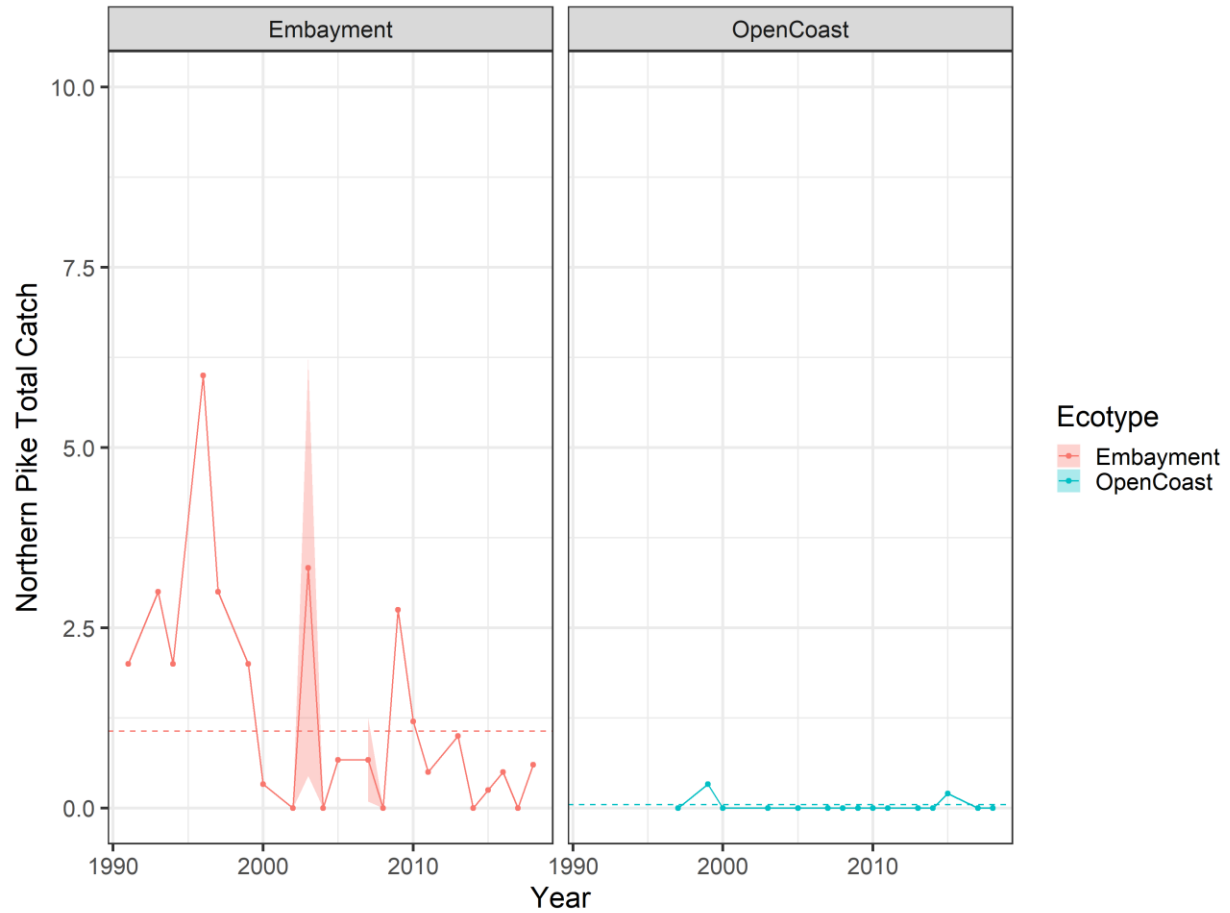 Embayment
OpenCoast
10.0
7.5
5.0
2.5
0.0
Northern Pike Total Catch
1990
2000
2010
1990
2000
2010
Year
Ecotype
Embayment
OpenCoast